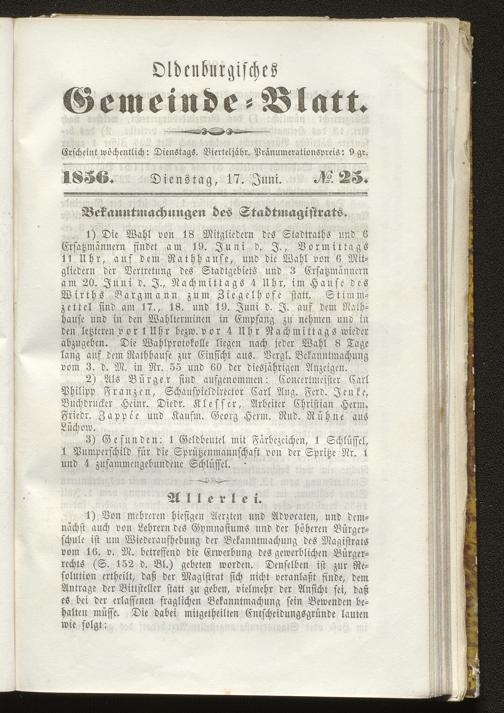 Oldenburgisches
Gemeinde-Blatt.
Erscheint wöchentlich: Dienstags. Vierteljähr. Pränumerationspreis: 9 gr.
1856. Dienstag, 17. Juni. № 25.
Bekanntmachungen des Stadtmagistrats.
1) Die Wahl von 18 Mitgliedern des Stadtraths und 6
Ersatzmännern findet am 19. Juni d. J., Vormittags
11 Uhr, auf dem Rathhause, und die Wahl von 6 Mit-
gliedern der Vertretung des Stadtgebiets und 3 Ersatzmännern
am 20. Juni d. J., Nachmittags 4 Uhr, im Hause des
Wirths Bargmann zum Ziegelhofe statt. Stimm-
zettel sind am 17., 18. und 19. Juni d. J. auf dem Rath-
hause und in den Wahlterminen in Empfang zu nehmen und in
den letzteren vor 1 Uhr bezw. vor 4 Uhr Nachmittags wieder
abzugeben. Die Wahlprotokolle liegen nach jeder Wahl 8 Tage
lang auf dem Rathhause zur Einsicht aus. Vergl. Bekanntmachung
vom 3. d. M. in Nr. 55 und 60 der diesjährigen Anzeigen.
2) Als Bürger sind aufgenommen: Concertmeister Carl
Philipp Franzen, Schauspieldirector Carl Aug. Ferd. Jenke,
Buchdrucker Heinr. Diedr. Kleffer, Arbeiter Christian Herm.
Friedr. Zappée und Kaufm. Georg Herm. Rud. Rühne aus
Lüchow.
3) Gefunden: 1 Geldbeutel mit Färbezeichen, 1 Schlüssel,
1 Pumperschild für die Sprützenmannschaft von der Spritze Nr. 1
und 4 zusammengebundene Schlüssel.
Allerlei.
1) Von mehreren hiesigen Aerzten und Advocaten, und dem-
nächst auch von Lehrern des Gymnasiums und der höheren Bürger-
schule ist um Wiederaufhebung der Bekanntmachung des Magistrats
vom 16. v. M. betreffend die Erwerbung des gewerblichen Bürger-
rechts (S. 152 d. Bl.) gebeten worden. Denselben ist zur Re-
solution ertheilt, daß der Magistrat sich nicht veranlaßt finde, dem
Antrage der Bittsteller statt zu geben, vielmehr der Ansicht sei, daß
es bei der erlassenen fraglichen Bekanntmachung sein Bewenden be-
halten müsse. Die dabei mitgetheilten Entscheidungsgründe lauten
wie folgt: